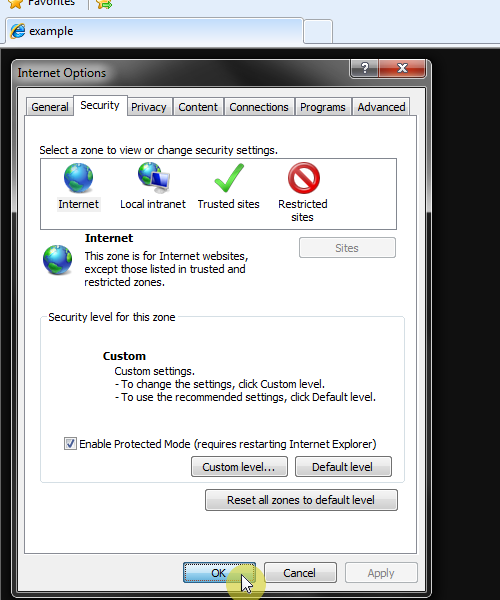 Favorites
example
Internet Options
?
General Security Privacy Content Connections Programs Advanced
Select a zone to view or change security settings.
Internet Local intranet Trusted sites Restricted
sites
Internet
This zone is for Internet websites,
except those listed in trusted and
restricted zones.
Sites
Security level for this zone
Custom
Custom settings.
- To change the settings, click Custom level.
- To use the recommended settings, click Default level.
Enable Protected Mode (requires restarting Internet Explorer)
Custom level... Default level
Reset all zones to default level
OK Cancel Apply